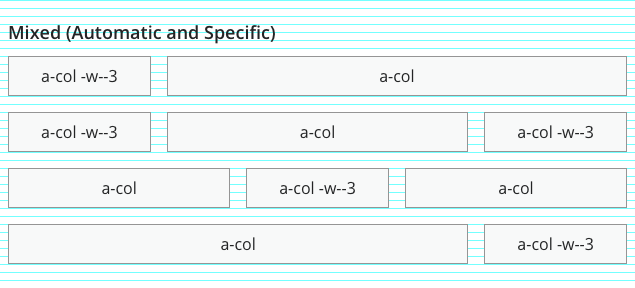 Mixed (Automatic and Specific)
a-col -w--3 a-col
a-col -w--3 a-col a-col -w--3
a-col a-col -w--3 a-col
a-col a-col -w--3